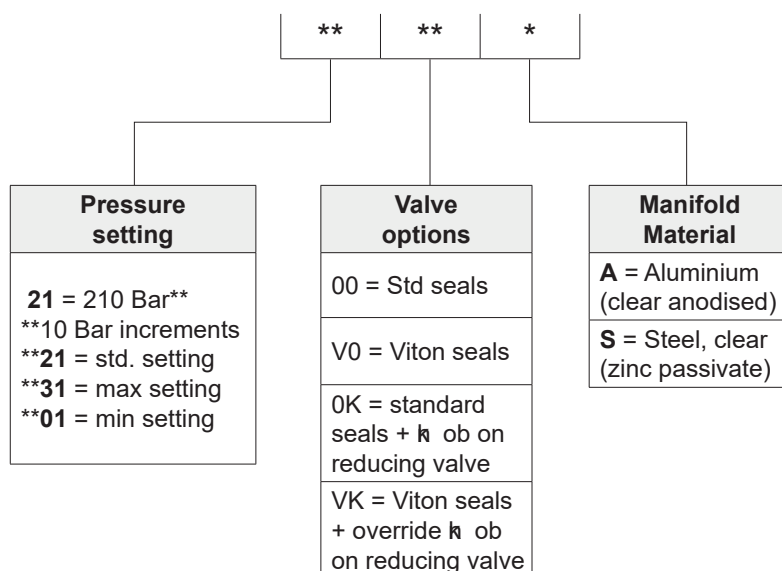 ** ** *
Pressure
setting
21 = 210 Bar**
**10 Bar increments
**21 = std. setting
**31 = max setting
**01 = min setting
Valve
options
00 = Std seals
V0 = Viton seals
0K = standard
seals + knob on
reducing valve
VK = Viton seals
+ override knob
on reducing valve
Manifold
Material
A = Aluminium
(clear anodised)
S = Steel, clear
(zinc passivate)